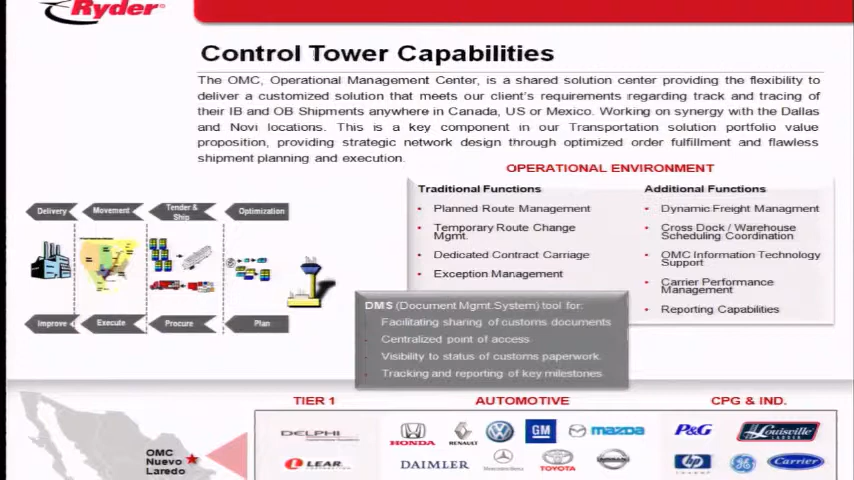 Ryder
Control Tower Capabilities
The OMC, Operational Management Center, is a shared solution center providing the flexibility to
deliver a customized solution that meets our client's requirements regarding track and tracing of
their IB and OB Shipments anywhere in Canada, US or Mexico. Working on synergy with the Dallas
and Novi locations. This is a key component in our Transportation solution portfolio value
proposition, providing strategic network design through optimized order fulfillment and flawless
shipment planning and execution.
OPERATIONAL ENVIRONMENT
Traditional Functions
• Planned Route Management
• Temporary Route Change
Mgmt.
• Dedicated Contract Carriage
• Exception Management
Additional Functions
• Dynamic Freight Managment
• Cross Dock / Warehouse
Scheduling Coordination
• OMC Information Technology
Support
• Carrier Performance
Management
• Reporting Capabilities
Delivery
Movement
Tender &
Ship
Optimization
Improve
Execute
Procure
Plan
DMS (Document Mgmt.System) tool for:
Facilitating sharing of customs documents
Centralized point of access
Visibility to status of customs paperwork.
Tracking and reporting of key milestones
TIER 1
AUTOMOTIVE
CPG & IND.
OMC
Nuevo
Laredo
DELPHI
LEAR
HONDA
RENAULT
GM
mazda
DAIMLER
Mercedes-Benz
TOYOTA
NISSAN
P&G
Louisville
LADDER
hp
GE
Carrier